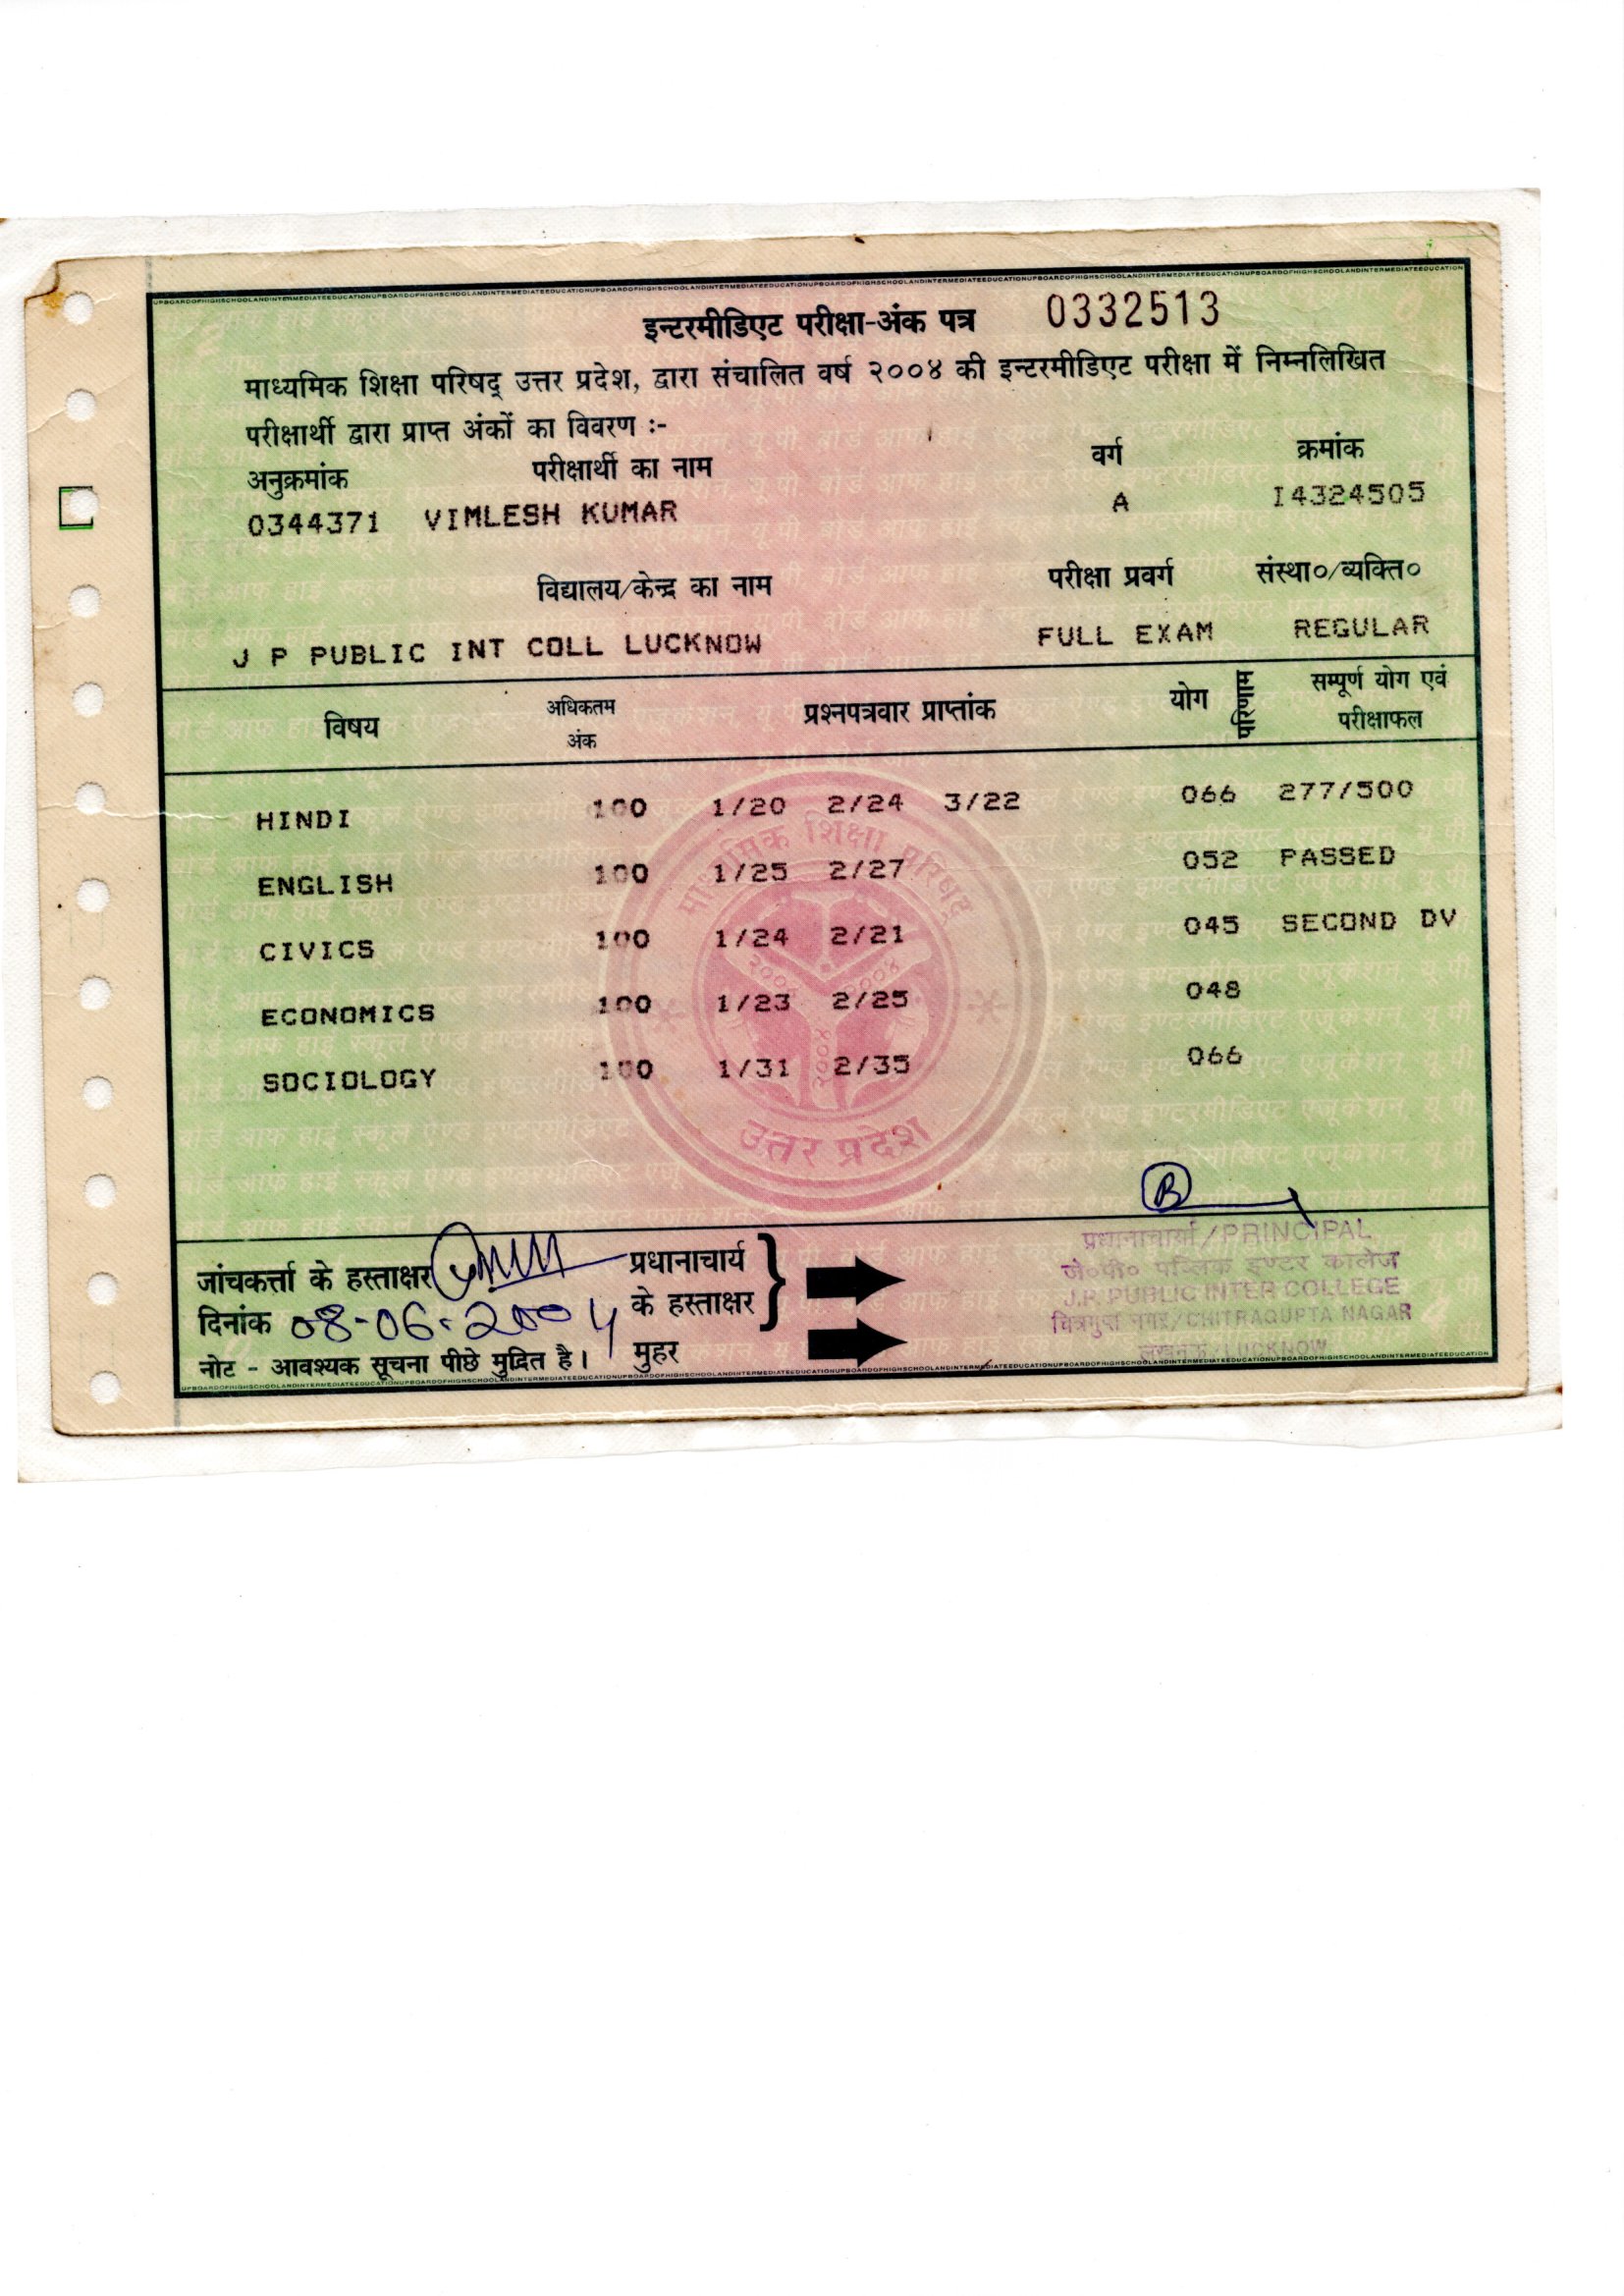 इन्टरमीडिएट परीक्षा-अंक पत्र 0332513
माध्यमिक शिक्षा परिषद् उत्तर प्रदेश, द्वारा संचालित वर्ष २००४ की इन्टरमीडिएट परीक्षा में निम्नलिखित
परीक्षार्थी द्वारा प्राप्त अंकों का विवरण :-
अनुक्रमांक परीक्षार्थी का नाम वर्ग क्रमांक
0344371 VIMLESH KUMAR A I4324505
विद्यालय/केन्द्र का नाम परीक्षा प्रवर्ग संस्था०/व्यक्ति०
J P PUBLIC INT COLL LUCKNOW FULL EXAM REGULAR
विषय अधिकतम अंक प्रश्नपत्रवार प्राप्तांक योग परिणाम सम्पूर्ण योग एवं परीक्षाफल
HINDI 100 1/20 2/24 3/22 066 277/500
ENGLISH 100 1/25 2/27 052 PASSED
CIVICS 100 1/24 2/21 045 SECOND DV
ECONOMICS 100 1/23 2/25 048
SOCIOLOGY 100 1/31 2/35 066
माध्यमिक शिक्षा परिषद
उत्तर प्रदेश
जांचकर्त्ता के हस्ताक्षर प्रधानाचार्य
दिनांक 08-06-2004 के हस्ताक्षर
नोट - आवश्यक सूचना पीछे मुद्रित है। मुहर
प्रधानाचार्या/PRINCIPAL
जे०पी० पब्लिक इण्टर कालेज
J.P. PUBLIC INTER COLLEGE
चित्रगुप्त नगर/CHITRAGUPTA NAGAR
लखनऊ/LUCKNOW